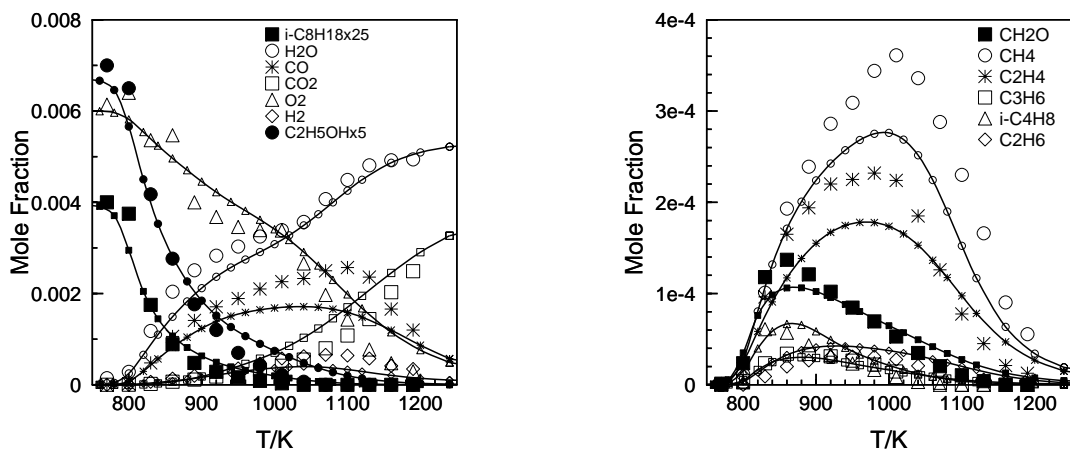 0.008
0.006
0.004
0.002
0
Mole Fraction
800
900
1000
1100
1200
T/K
i-C8H18x25
H2O
CO
CO2
O2
H2
C2H5OHx5
4e-4
3e-4
2e-4
1e-4
0
Mole Fraction
800
900
1000
1100
1200
T/K
CH2O
CH4
C2H4
C3H6
i-C4H8
C2H6